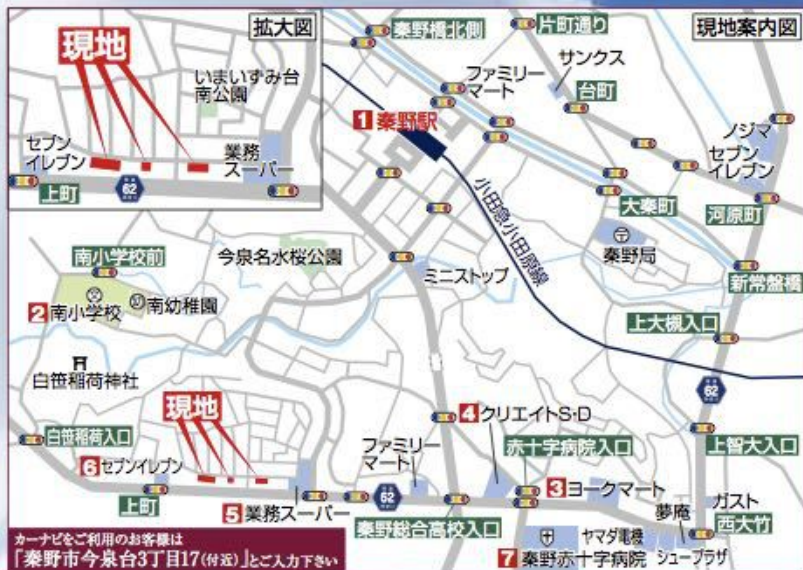 拡大図
現地
いまいずみ台
南公園
セブン
イレブン
業務
スーパー
上町
62
現地案内図
秦野橋北側
片町通り
サンクス
ファミリー
マート
台町
1 秦野駅
ノジマ
セブン
イレブン
小田急小田原線
大秦町
河原町
秦野局
南小学校前
今泉名水桜公園
ミニストップ
新常盤橋
2 南小学校
南幼稚園
上大槻入口
白笹稲荷神社
62
現地
4 クリエイトS・D
白笹稲荷入口
ファミリー
マート
赤十字病院入口
上智大入口
6 セブンイレブン
3 ヨークマート
上町
62
ガスト
5 業務スーパー
秦野総合高校入口
夢庵
西大竹
ヤマダ電機
7 秦野赤十字病院
シュープラザ
カーナビをご利用のお客様は
「秦野市今泉台3丁目17(付近)」とご入力下さい